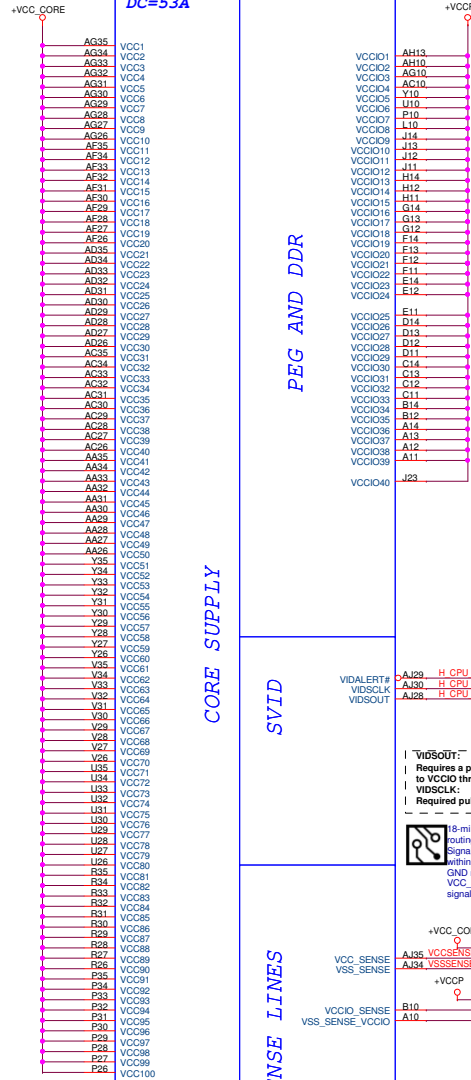 DC=53A
+VCC_CORE
AG35 VCC1
AG34 VCC2
AG33 VCC3
AG32 VCC4
AG31 VCC5
AG30 VCC6
AG29 VCC7
AG28 VCC8
AG27 VCC9
AG26 VCC10
AF35 VCC11
AF34 VCC12
AF33 VCC13
AF32 VCC14
AF31 VCC15
AF30 VCC16
AF29 VCC17
AF28 VCC18
AF27 VCC19
AF26 VCC20
AD35 VCC21
AD34 VCC22
AD33 VCC23
AD32 VCC24
AD31 VCC25
AD30 VCC26
AD29 VCC27
AD28 VCC28
AD27 VCC29
AD26 VCC30
AC35 VCC31
AC34 VCC32
AC33 VCC33
AC32 VCC34
AC31 VCC35
AC30 VCC36
AC29 VCC37
AC28 VCC38
AC27 VCC39
AC26 VCC40
AA35 VCC41
AA34 VCC42
AA33 VCC43
AA32 VCC44
AA31 VCC45
AA30 VCC46
AA29 VCC47
AA28 VCC48
AA27 VCC49
AA26 VCC50
Y35 VCC51
Y34 VCC52
Y33 VCC53
Y32 VCC54
Y31 VCC55
Y30 VCC56
Y29 VCC57
Y28 VCC58
Y27 VCC59
Y26 VCC60
V35 VCC61
V34 VCC62
V33 VCC63
V32 VCC64
V31 VCC65
V30 VCC66
V29 VCC67
V28 VCC68
V27 VCC69
V26 VCC70
U35 VCC71
U34 VCC72
U33 VCC73
U32 VCC74
U31 VCC75
U30 VCC76
U29 VCC77
U28 VCC78
U27 VCC79
U26 VCC80
R35 VCC81
R34 VCC82
R33 VCC83
R32 VCC84
R31 VCC85
R30 VCC86
R29 VCC87
R28 VCC88
R27 VCC89
R26 VCC90
P35 VCC91
P34 VCC92
P33 VCC93
P32 VCC94
P31 VCC95
P30 VCC96
P29 VCC97
P28 VCC98
P27 VCC99
P26 VCC100
CORE SUPPLY
PEG AND DDR
SVID
NSE LINES
+VCCP
VCCIO1 AH13
VCCIO2 AH10
VCCIO3 AG10
VCCIO4 AC10
VCCIO5 Y10
VCCIO6 U10
VCCIO7 P10
VCCIO8 L10
VCCIO9 J14
VCCIO10 J13
VCCIO11 J12
VCCIO12 J11
VCCIO13 H14
VCCIO14 H12
VCCIO15 H11
VCCIO16 G14
VCCIO17 G13
VCCIO18 G12
VCCIO19 F14
VCCIO20 F13
VCCIO21 F12
VCCIO22 F11
VCCIO23 E14
VCCIO24 E12
VCCIO25 E11
VCCIO26 D14
VCCIO27 D13
VCCIO28 D12
VCCIO29 D11
VCCIO30 C14
VCCIO31 C13
VCCIO32 C12
VCCIO33 C11
VCCIO34 B14
VCCIO35 B12
VCCIO36 A14
VCCIO37 A13
VCCIO38 A12
VCCIO39 A11
VCCIO40 J23
VIDALERT# AJ29 H_CPU
VIDSCLK AJ30 H_CPU
VIDSOUT AJ28 H_CPU
VIDSOUT:
Requires a p
to VCCIO thr
VIDSCLK:
Required pu
18-mi
routin
Signa
within
GND
VCC_
signal
+VCC_CO
VCC_SENSE AJ35 VCCSENS
VSS_SENSE AJ34 VSSSENSE
+VCCP
VCCIO_SENSE B10
VSS_SENSE_VCCIO A10